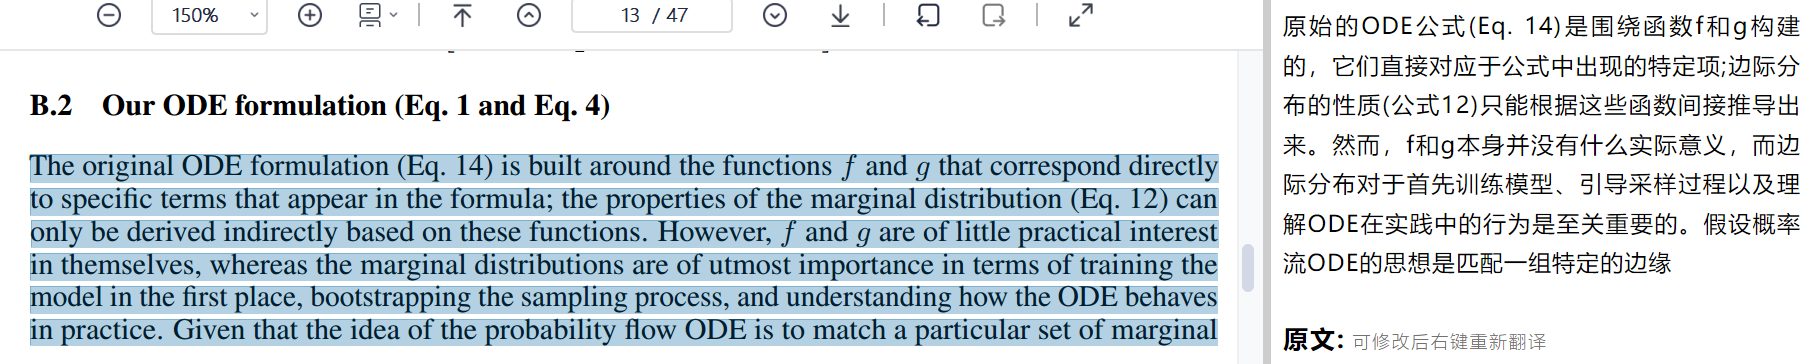 150%
13 / 47
B.2 Our ODE formulation (Eq. 1 and Eq. 4)
The original ODE formulation (Eq. 14) is built around the functions f and g that correspond directly
to specific terms that appear in the formula; the properties of the marginal distribution (Eq. 12) can
only be derived indirectly based on these functions. However, f and g are of little practical interest
in themselves, whereas the marginal distributions are of utmost importance in terms of training the
model in the first place, bootstrapping the sampling process, and understanding how the ODE behaves
in practice. Given that the idea of the probability flow ODE is to match a particular set of marginal
原始的ODE公式(Eq. 14)是围绕函数f和g构建
的，它们直接对应于公式中出现的特定项;边际分
布的性质(公式12)只能根据这些函数间接推导出
来。然而，f和g本身并没有什么实际意义，而边
际分布对于首先训练模型、引导采样过程以及理
解ODE在实践中的行为是至关重要的。假设概率
流ODE的思想是匹配一组特定的边缘
原文: 可修改后右键重新翻译